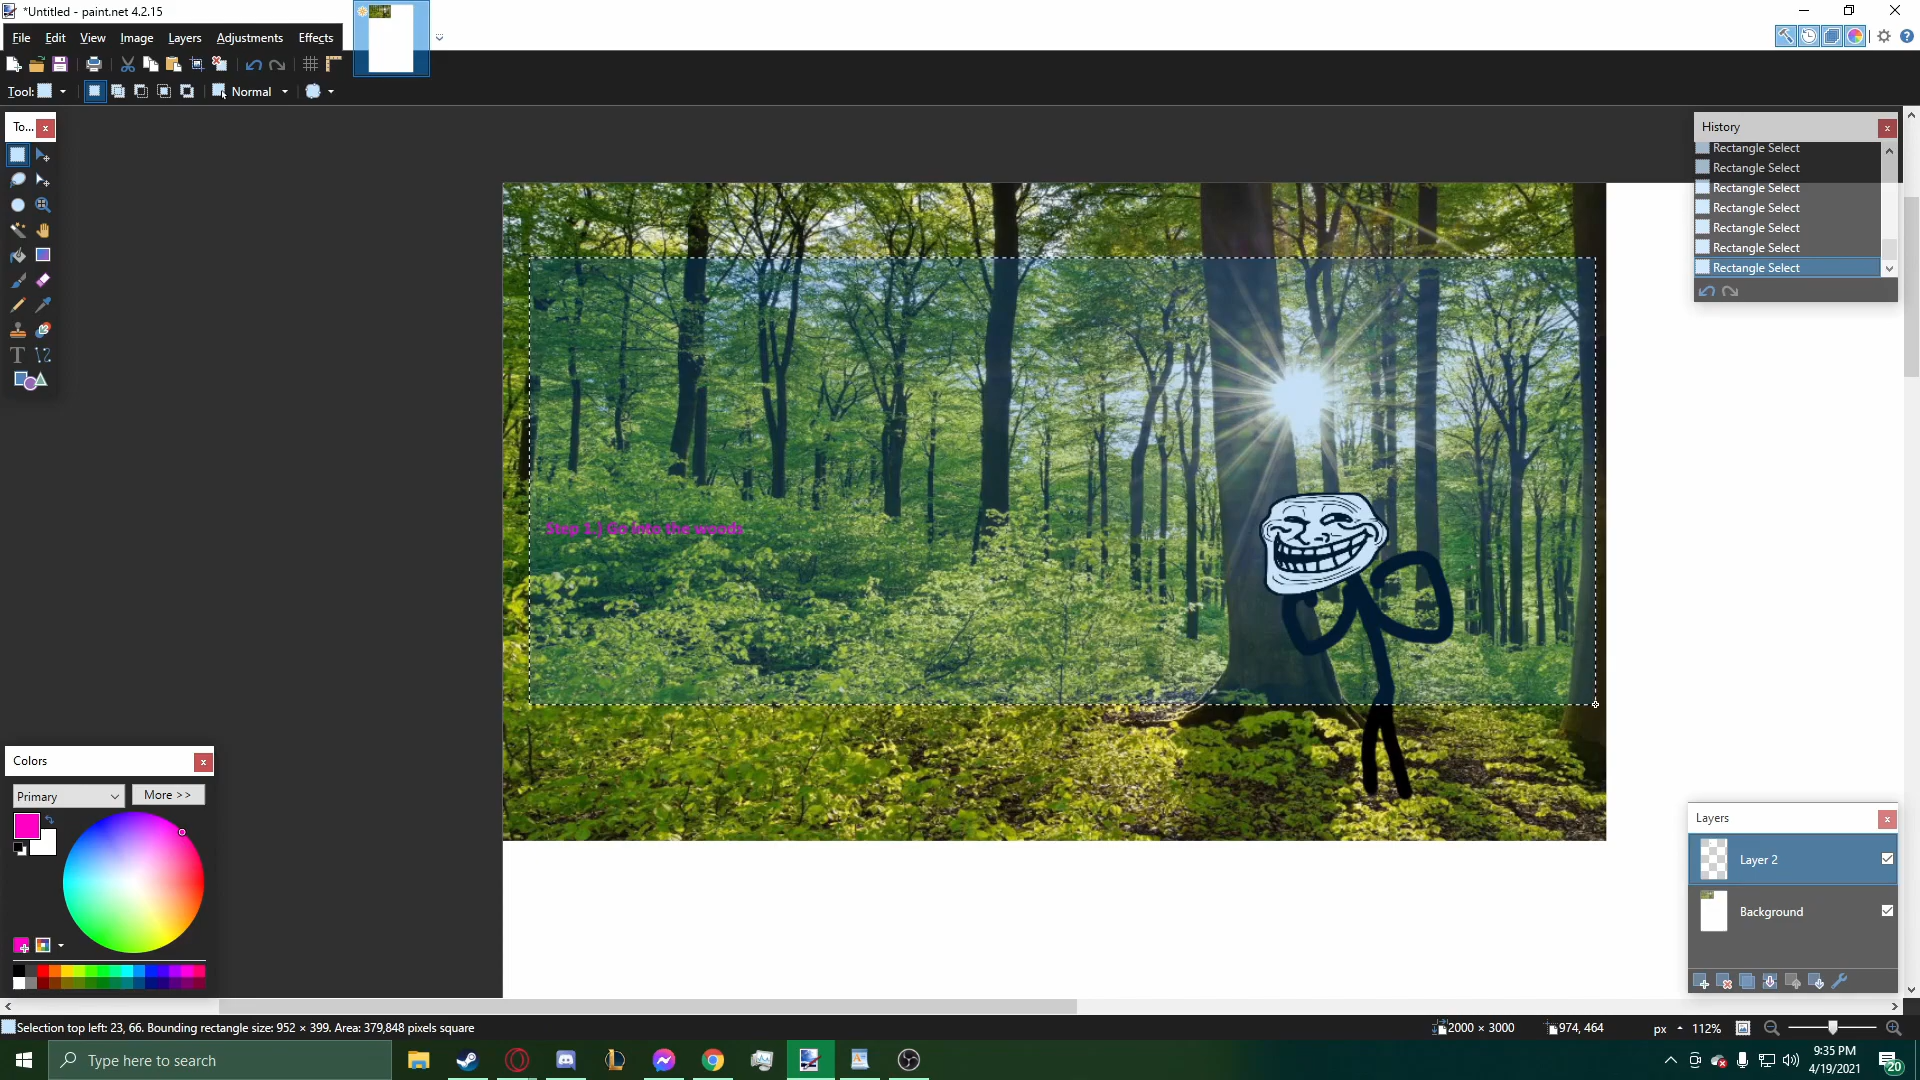 *Untitled - paint.net 4.2.15
File Edit View Image Layers Adjustments Effects
Tool: Normal
To...
History
Rectangle Select
Rectangle Select
Rectangle Select
Rectangle Select
Rectangle Select
Rectangle Select
Rectangle Select
Step 1.) Go into the woods
Colors
Primary More >>
Layers
Layer 2
Background
Selection top left: 23, 66. Bounding rectangle size: 952 × 399. Area: 379,848 pixels square
2000 × 3000 974, 464 px 112%
Type here to search
9:35 PM
4/19/2021
20